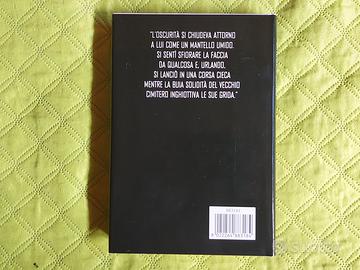 "L'OSCURITÀ SI CHIUDEVA ATTORNO
A LUI COME UN MANTELLO UMIDO.
SI SENTÌ SFIORARE LA FACCIA
DA QUALCOSA E, URLANDO,
SI LANCIÒ IN UNA CORSA CIECA
MENTRE LA BUIA SOLIDITÀ DEL VECCHIO
CIMITERO INGHIOTTIVA LE SUE GRIDA."